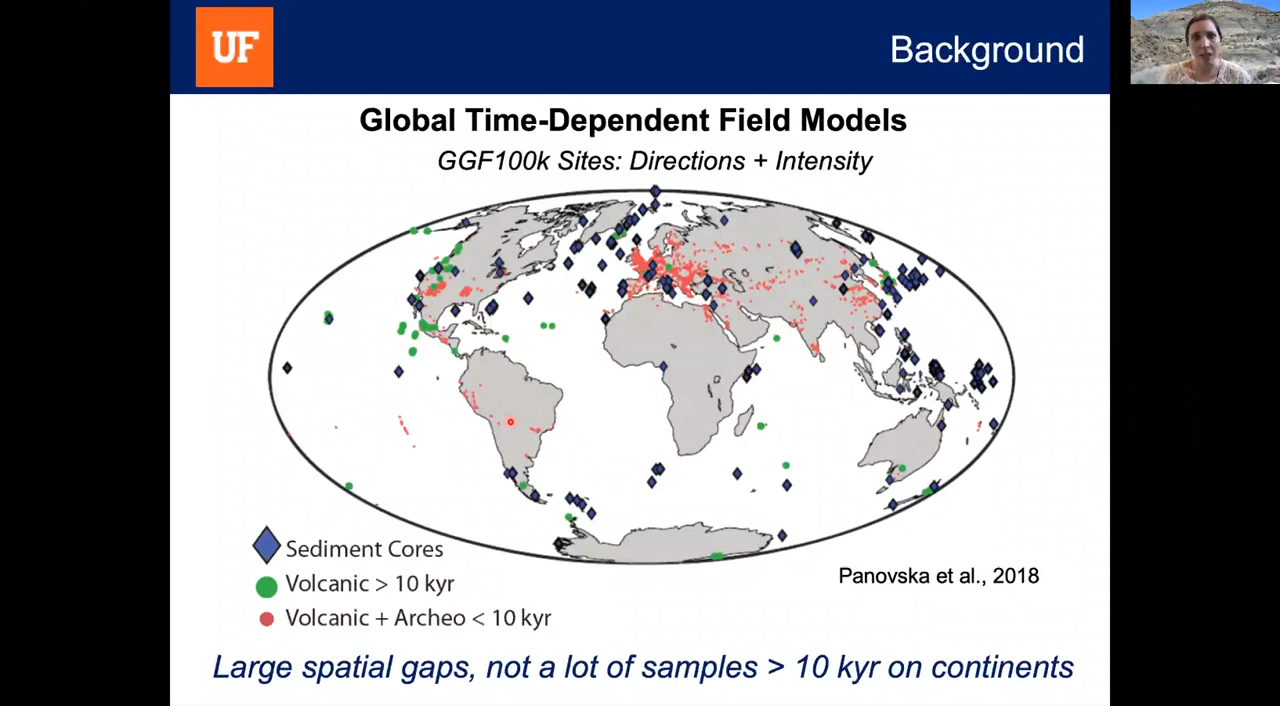 UF
Background
Global Time-Dependent Field Models
GGF100k Sites: Directions + Intensity
Sediment Cores
Volcanic > 10 kyr
Volcanic + Archeo < 10 kyr
Panovska et al., 2018
Large spatial gaps, not a lot of samples > 10 kyr on continents